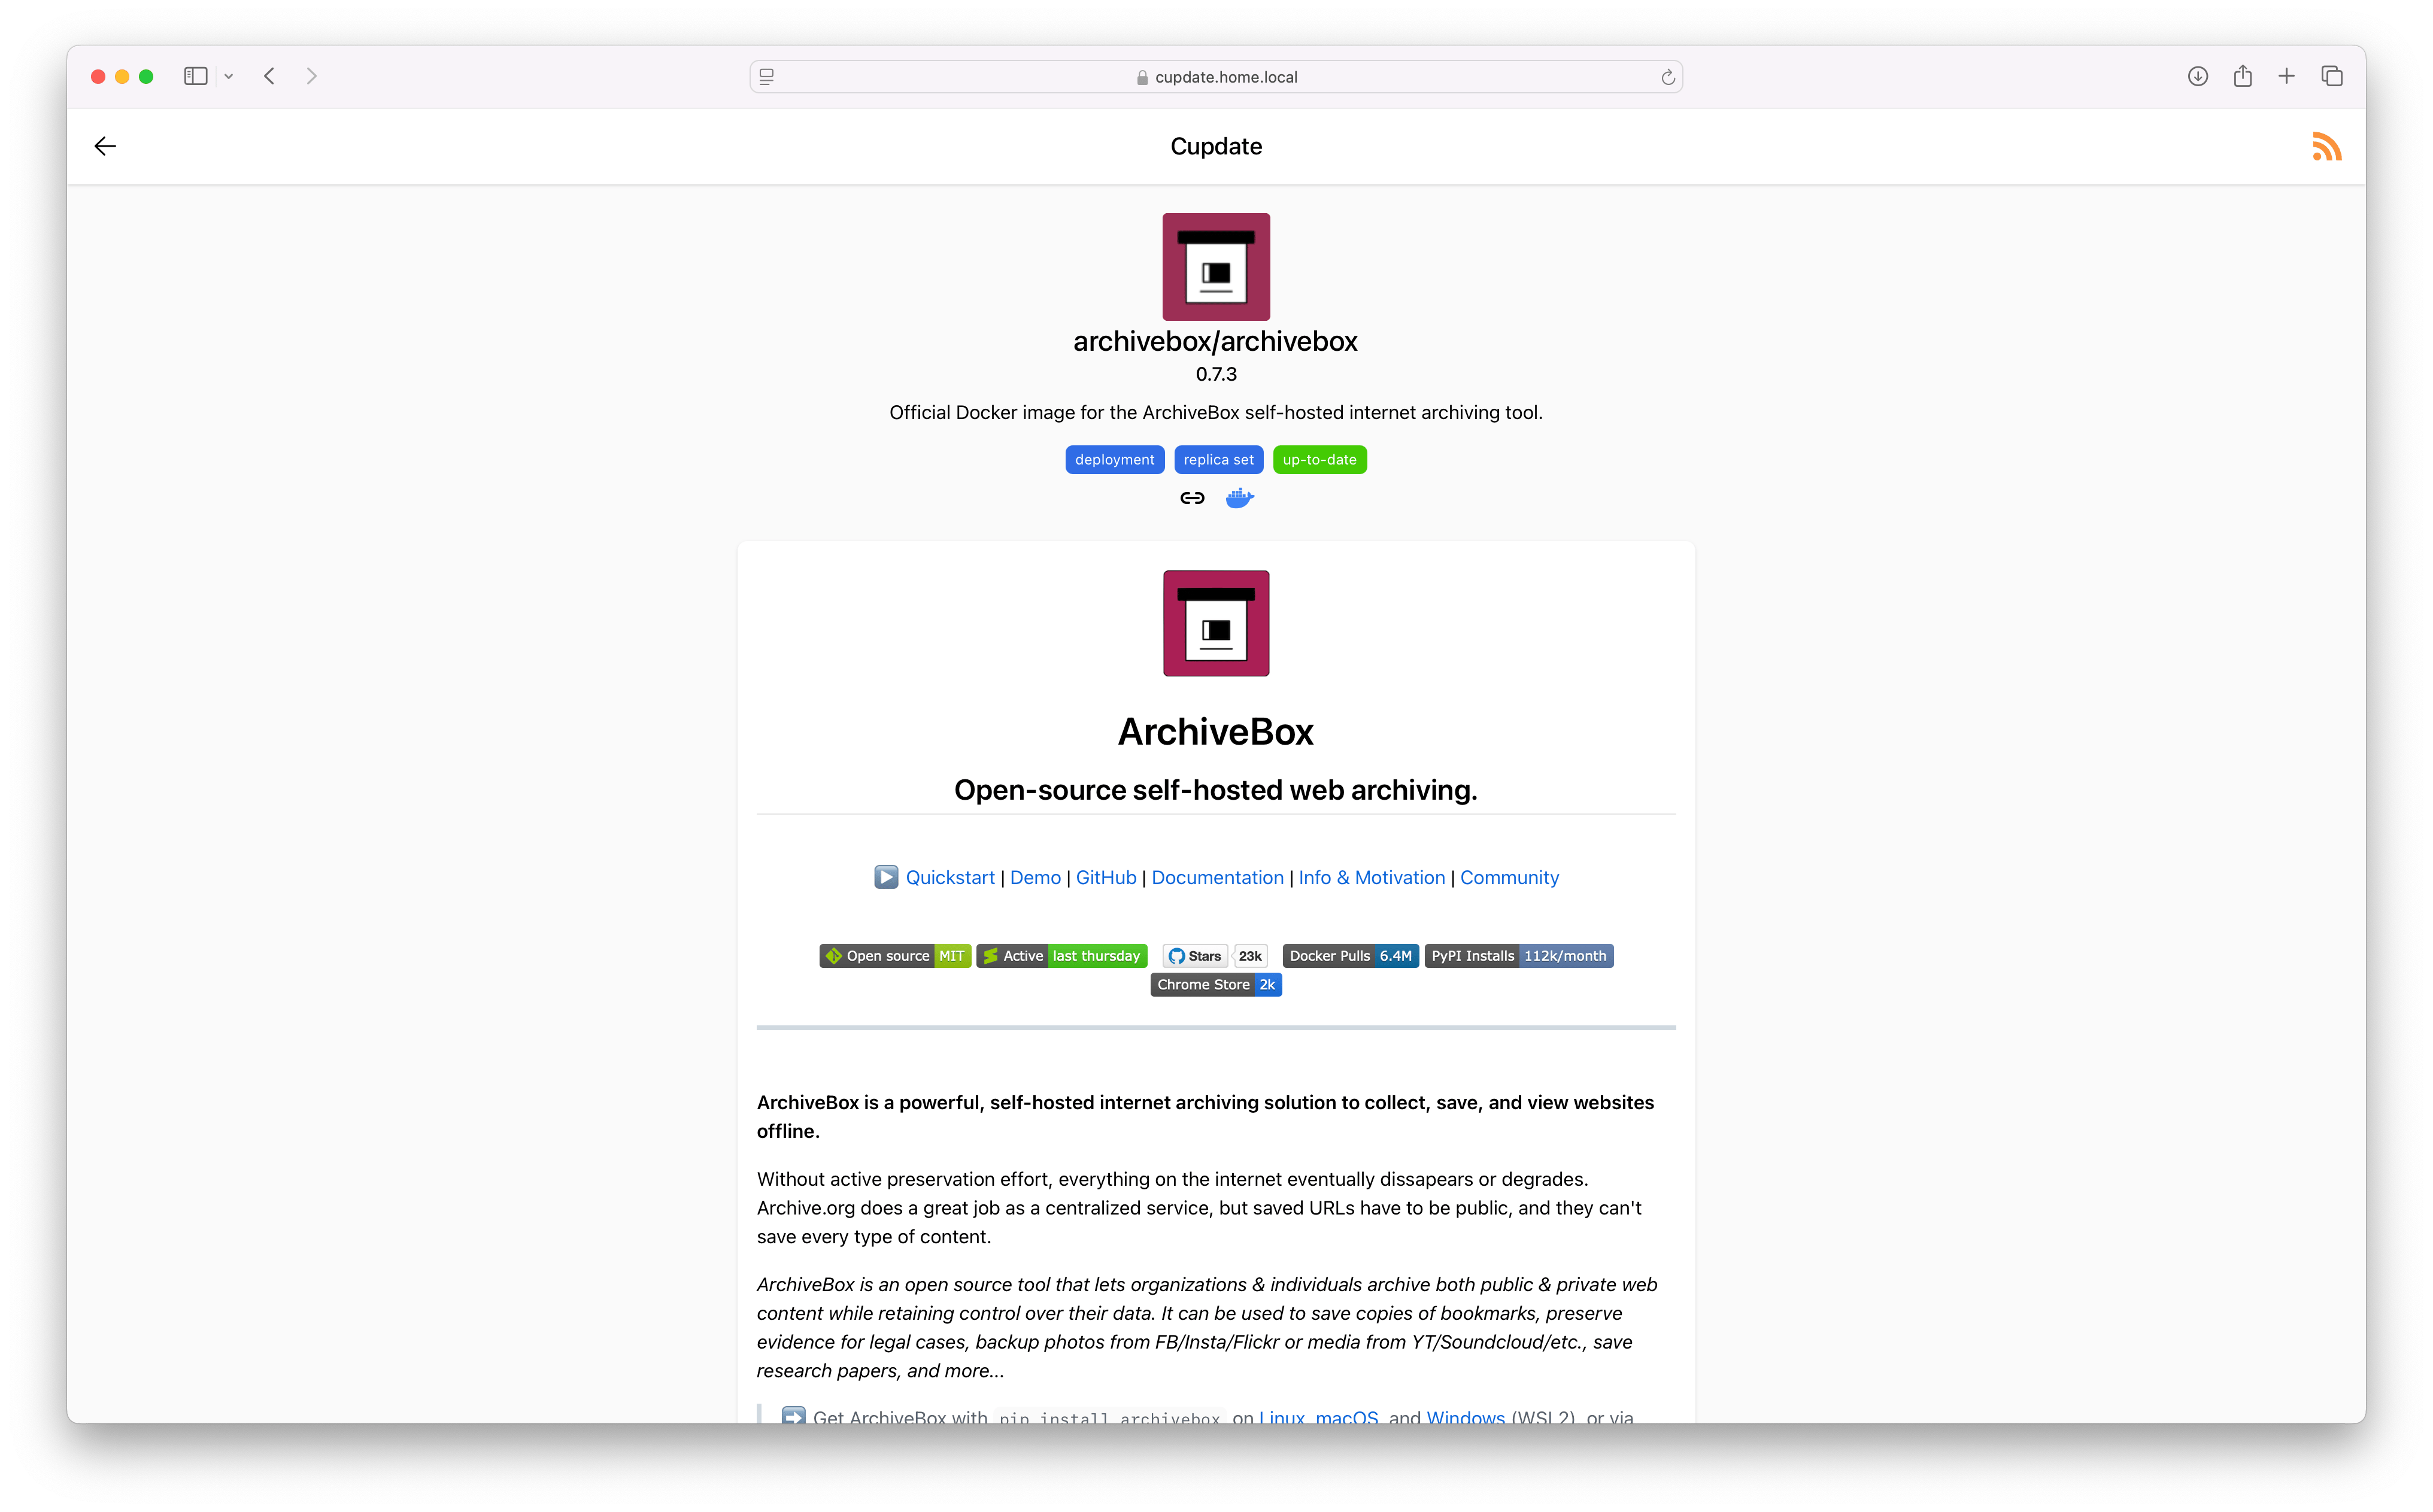 cupdate.home.local
Cupdate
archivebox/archivebox
0.7.3
Official Docker image for the ArchiveBox self-hosted internet archiving tool.
deployment replica set up-to-date
ArchiveBox
Open-source self-hosted web archiving.
Quickstart | Demo | GitHub | Documentation | Info & Motivation | Community
Open source MIT Active last thursday Stars 23k Docker Pulls 6.4M PyPI Installs 112k/month
Chrome Store 2k
ArchiveBox is a powerful, self-hosted internet archiving solution to collect, save, and view websites
offline.
Without active preservation effort, everything on the internet eventually dissapears or degrades.
Archive.org does a great job as a centralized service, but saved URLs have to be public, and they can't
save every type of content.
ArchiveBox is an open source tool that lets organizations & individuals archive both public & private web
content while retaining control over their data. It can be used to save copies of bookmarks, preserve
evidence for legal cases, backup photos from FB/Insta/Flickr or media from YT/Soundcloud/etc., save
research papers, and more...
Get ArchiveBox with pip install archivebox on Linux, macOS, and Windows (WSL2), or via